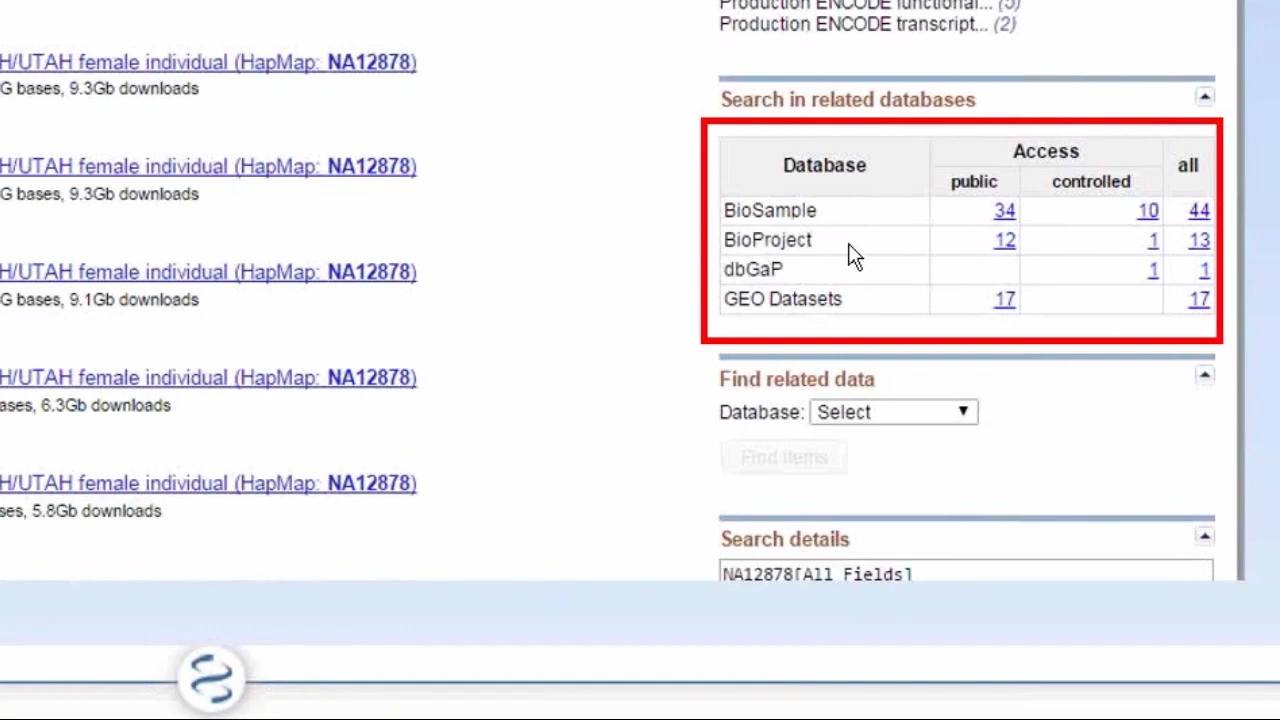 Production ENCODE functional... (5)
Production ENCODE transcript... (2)
H/UTAH female individual (HapMap: NA12878)
G bases, 9.3Gb downloads
H/UTAH female individual (HapMap: NA12878)
G bases, 9.3Gb downloads
H/UTAH female individual (HapMap: NA12878)
G bases, 9.1Gb downloads
H/UTAH female individual (HapMap: NA12878)
ases, 6.3Gb downloads
H/UTAH female individual (HapMap: NA12878)
ses, 5.8Gb downloads
Search in related databases
Database Access all
public controlled
BioSample 34 10 44
BioProject 12 1 13
dbGaP 1 1
GEO Datasets 17 17
Find related data
Database: Select
Find items
Search details
NA12878[All Fields]